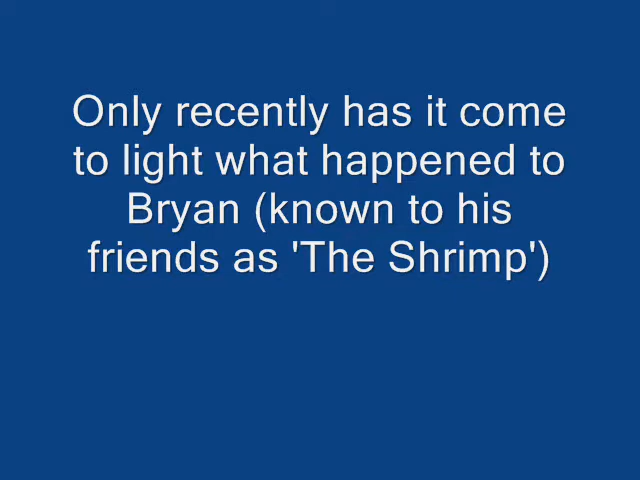 Only recently has it come
to light what happened to
Bryan (known to his
friends as 'The Shrimp')